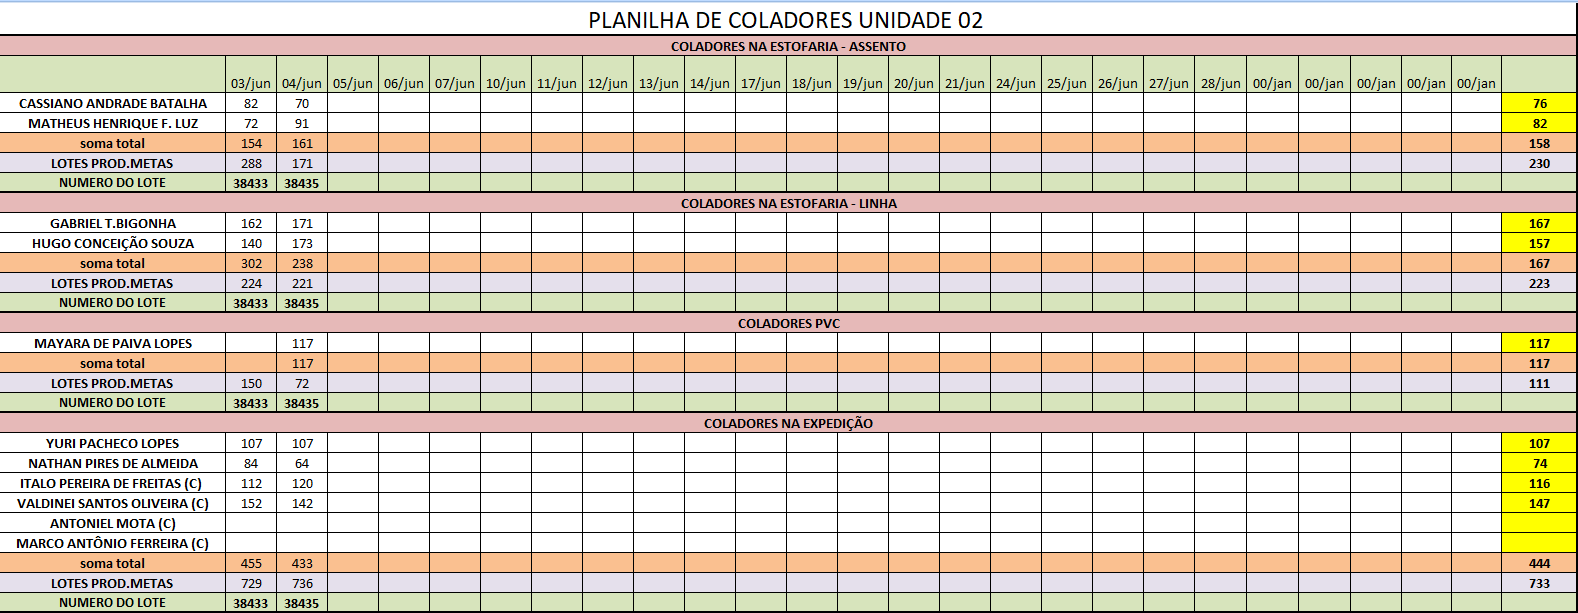 PLANILHA DE COLADORES UNIDADE 02
COLADORES NA ESTOFARIA - ASSENTO
03/jun 04/jun 05/jun 06/jun 07/jun 10/jun 11/jun 12/jun 13/jun 14/jun 17/jun 18/jun 19/jun 20/jun 21/jun 24/jun 25/jun 26/jun 27/jun 28/jun 00/jan 00/jan 00/jan 00/jan 00/jan
CASSIANO ANDRADE BATALHA 82 70 76
MATHEUS HENRIQUE F. LUZ 72 91 82
soma total 154 161 158
LOTES PROD.METAS 288 171 230
NUMERO DO LOTE 38433 38435
COLADORES NA ESTOFARIA - LINHA
GABRIEL T.BIGONHA 162 171 167
HUGO CONCEIÇÃO SOUZA 140 173 157
soma total 302 238 167
LOTES PROD.METAS 224 221 223
NUMERO DO LOTE 38433 38435
COLADORES PVC
MAYARA DE PAIVA LOPES 117 117
soma total 117 117
LOTES PROD.METAS 150 72 111
NUMERO DO LOTE 38433 38435
COLADORES NA EXPEDIÇÃO
YURI PACHECO LOPES 107 107 107
NATHAN PIRES DE ALMEIDA 84 64 74
ITALO PEREIRA DE FREITAS (C) 112 120 116
VALDINEI SANTOS OLIVEIRA (C) 152 142 147
ANTONIEL MOTA (C)
MARCO ANTÔNIO FERREIRA (C)
soma total 455 433 444
LOTES PROD.METAS 729 736 733
NUMERO DO LOTE 38433 38435